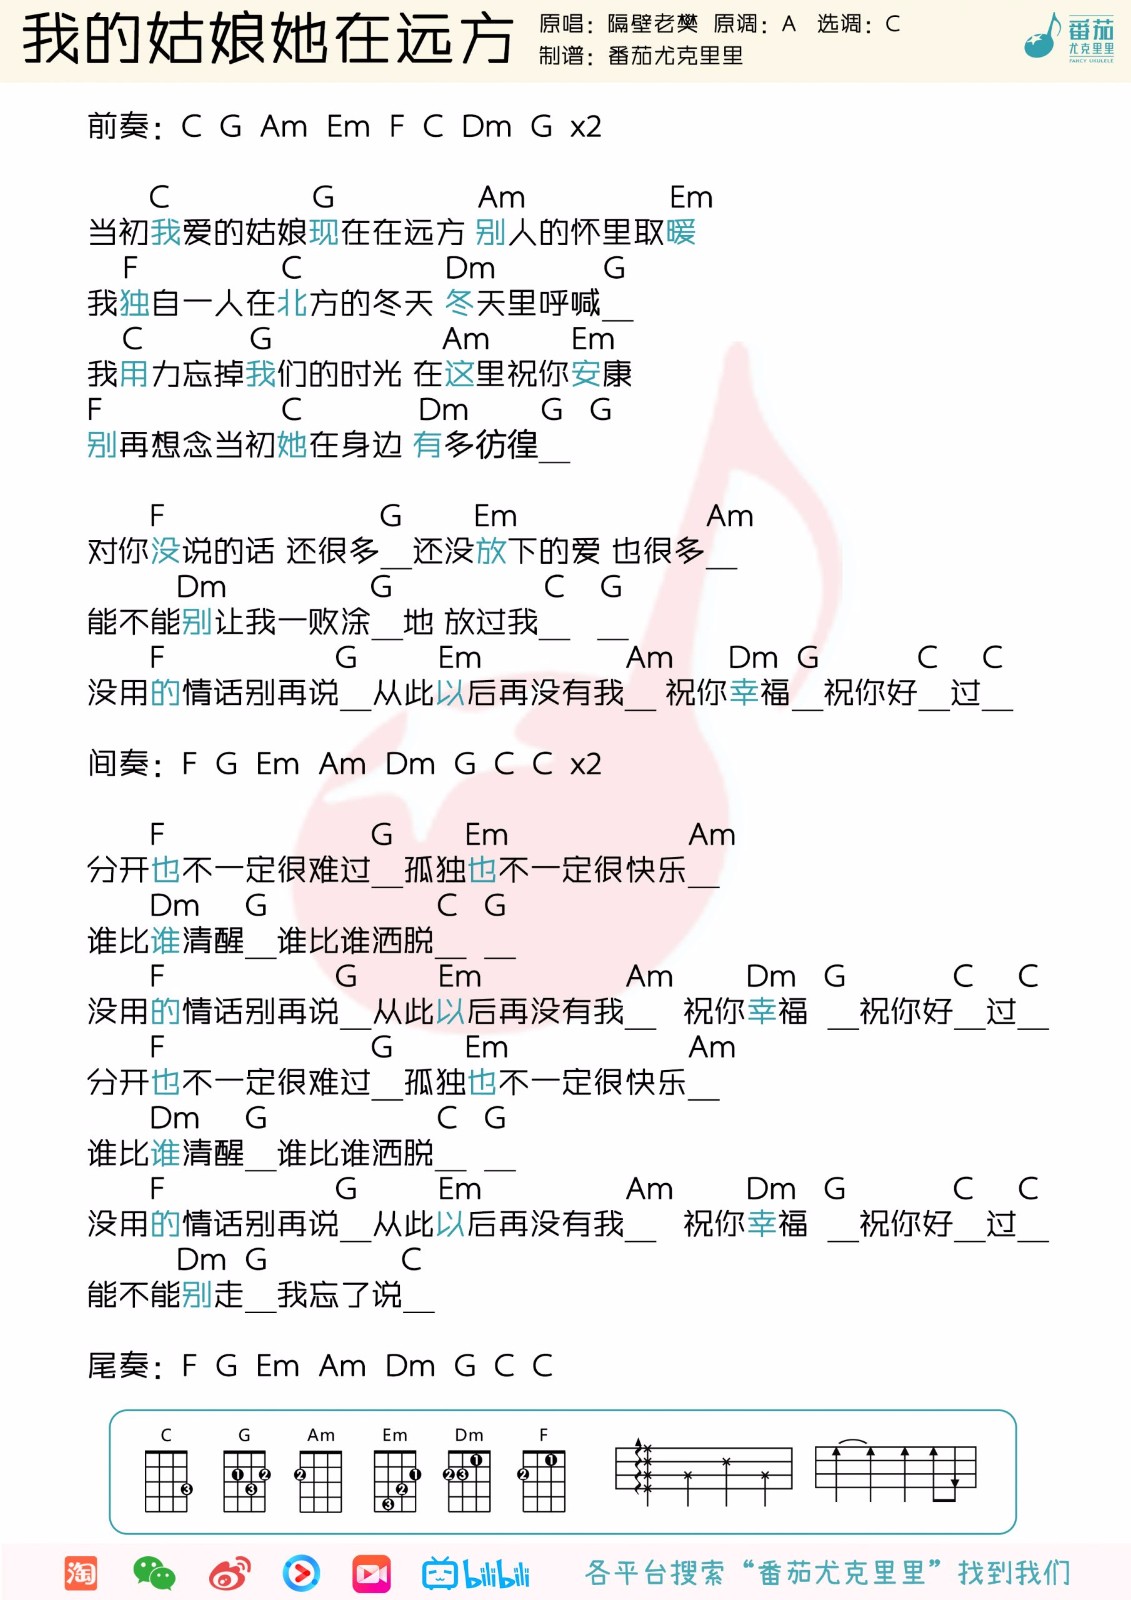 我的姑娘她在远方
原唱：隔壁老樊 原调：A 选调：C
制谱：番茄尤克里里
番茄
尤克里里
FANCY UKULELE
前奏：C G Am Em F C Dm G x2
C G Am Em
当初我爱的姑娘现在在远方 别人的怀里取暖
F C Dm G
我独自一人在北方的冬天 冬天里呼喊__
C G Am Em
我用力忘掉我们的时光 在这里祝你安康
F C Dm G G
别再想念当初她在身边 有多彷徨__
F G Em Am
对你没说的话 还很多__还没放下的爱 也很多__
Dm G C G
能不能别让我一败涂__地 放过我__ __
F G Em Am Dm G C C
没用的情话别再说__从此以后再没有我__ 祝你幸福__祝你好__过__
间奏：F G Em Am Dm G C C x2
F G Em Am
分开也不一定很难过__孤独也不一定很快乐__
Dm G C G
谁比谁清醒__谁比谁洒脱__ __
F G Em Am Dm G C C
没用的情话别再说__从此以后再没有我__ 祝你幸福 __祝你好__过__
F G Em Am
分开也不一定很难过__孤独也不一定很快乐__
Dm G C G
谁比谁清醒__谁比谁洒脱__ __
F G Em Am Dm G C C
没用的情话别再说__从此以后再没有我__ 祝你幸福 __祝你好__过__
Dm G C
能不能别走__我忘了说__
尾奏：F G Em Am Dm G C C
C G Am Em Dm F
3 1 2 3 2 1 2 3 1 2 3 1 2
淘 bilibili 各平台搜索“番茄尤克里里”找到我们